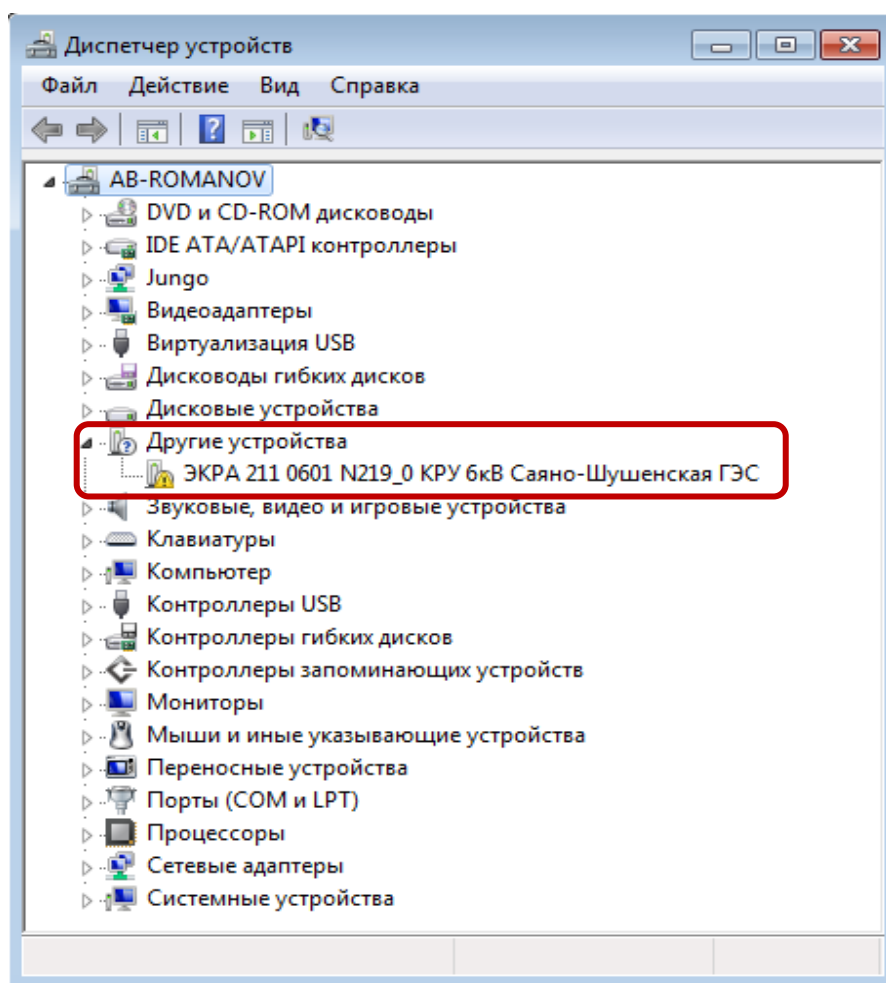 Диспетчер устройств
Файл Действие Вид Справка
AB-ROMANOV
DVD и CD-ROM дисководы
IDE ATA/ATAPI контроллеры
Jungo
Видеоадаптеры
Виртуализация USB
Дисководы гибких дисков
Дисковые устройства
Другие устройства
ЭКРА 211 0601 N219_0 КРУ 6кВ Саяно-Шушенская ГЭС
Звуковые, видео и игровые устройства
Клавиатуры
Компьютер
Контроллеры USB
Контроллеры гибких дисков
Контроллеры запоминающих устройств
Мониторы
Мыши и иные указывающие устройства
Переносные устройства
Порты (COM и LPT)
Процессоры
Сетевые адаптеры
Системные устройства